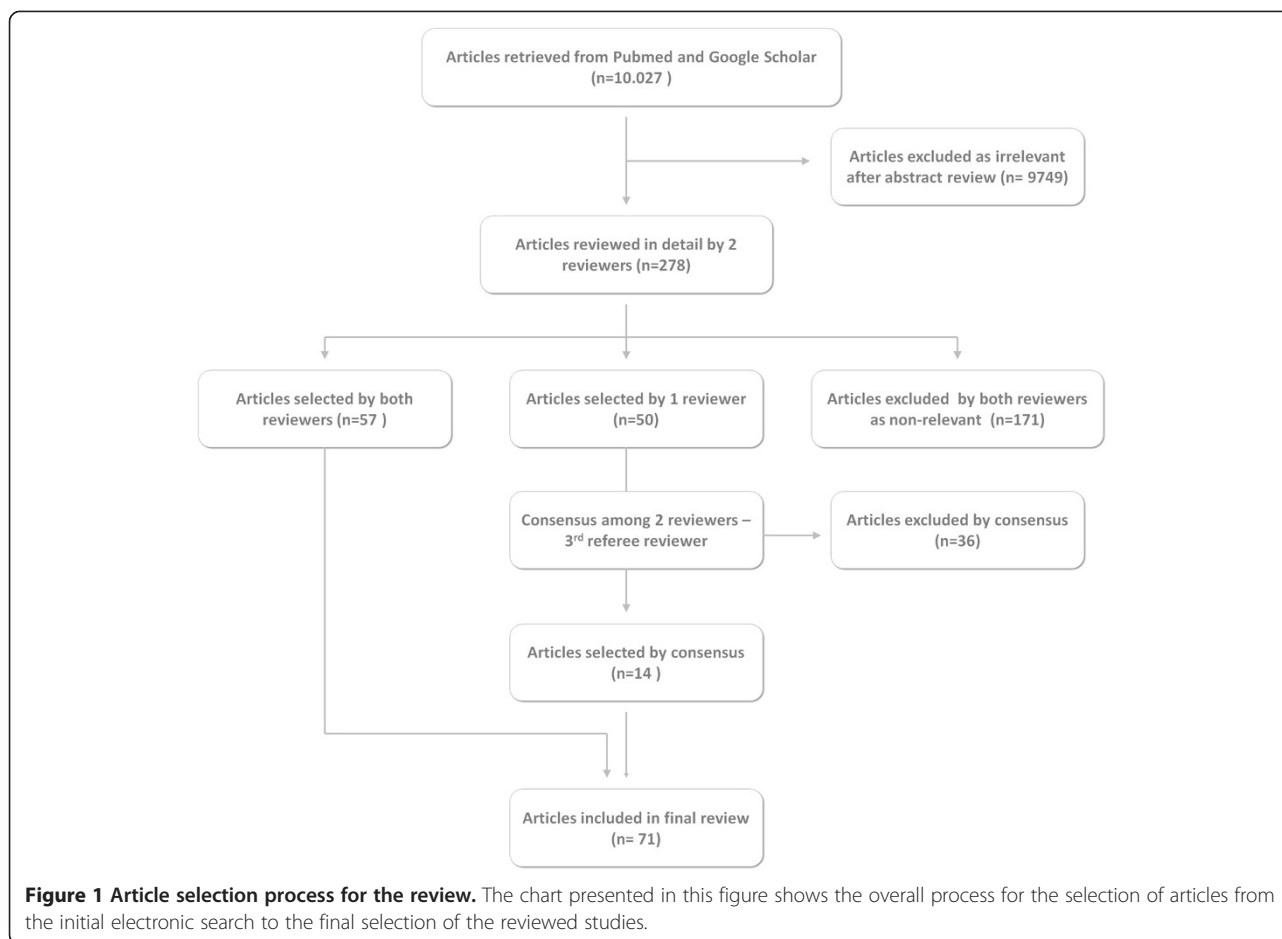 Articles retrieved from Pubmed and Google Scholar
(n=10.027 )
Articles excluded as irrelevant
after abstract review (n= 9749)
Articles reviewed in detail by 2
reviewers (n=278)
Articles selected by both
reviewers (n=57 )
Articles selected by 1 reviewer
(n=50)
Articles excluded by both reviewers
as non-relevant (n=171)
Consensus among 2 reviewers –
3rd referee reviewer
Articles excluded by consensus
(n=36)
Articles selected by consensus
(n=14 )
Articles included in final review
(n= 71)
Figure 1 Article selection process for the review. The chart presented in this figure shows the overall process for the selection of articles from
the initial electronic search to the final selection of the reviewed studies.